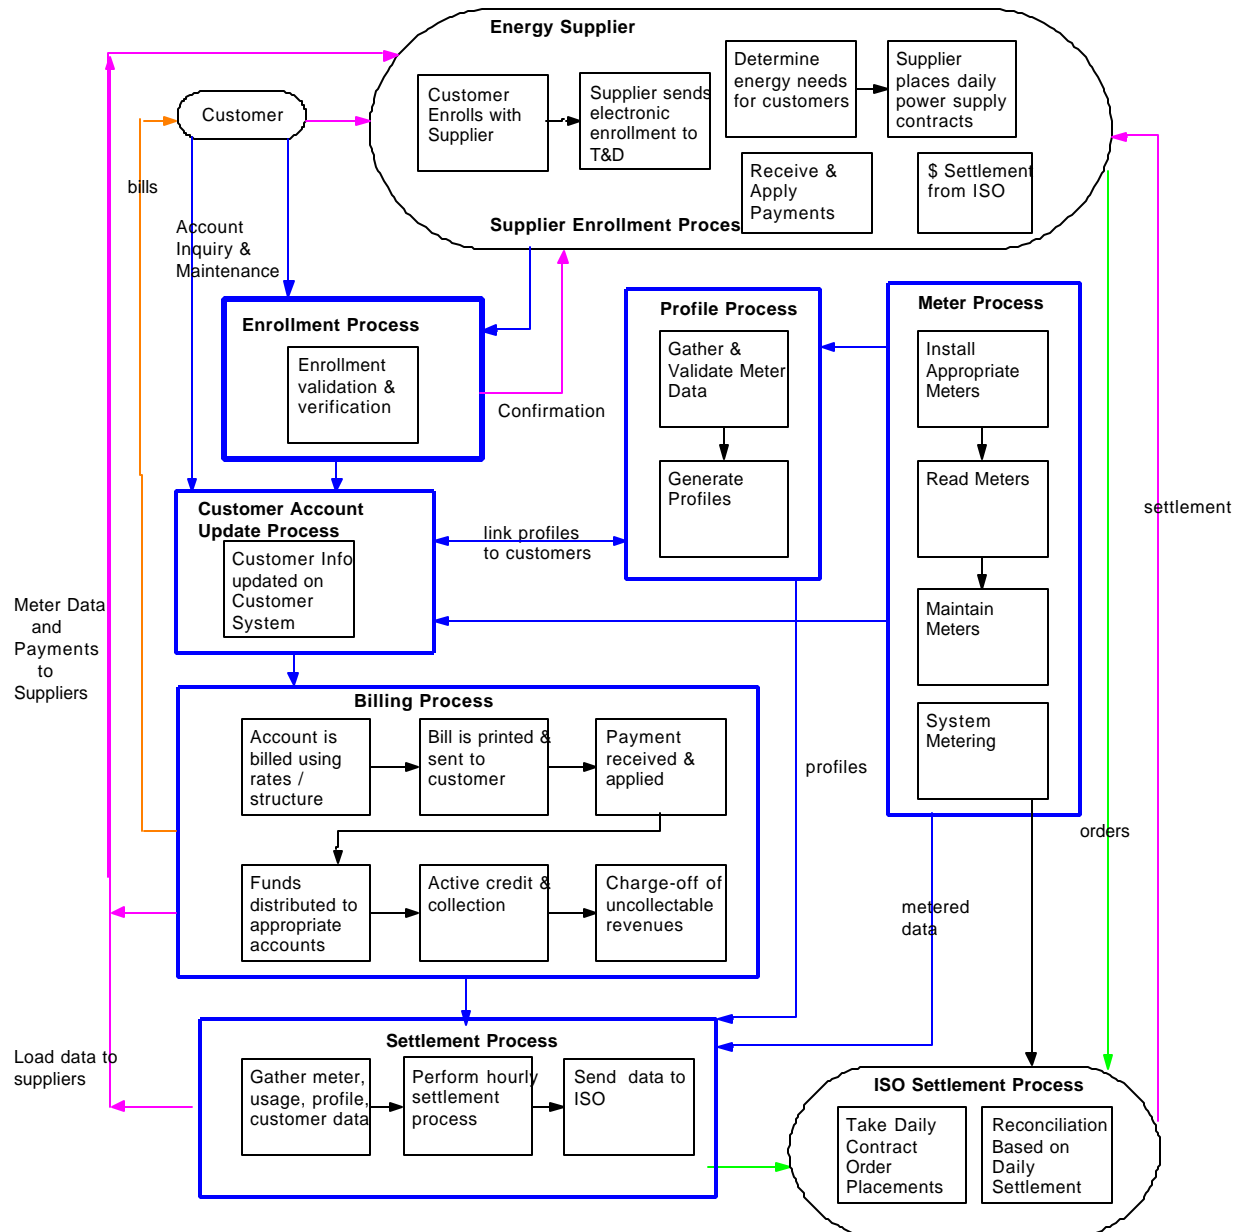 Energy Supplier
Customer
Enrolls with
Supplier
Supplier sends
electronic
enrollment to
T&D
Determine
energy needs
for customers
Supplier
places daily
power supply
contracts
Receive &
Apply
Payments
$ Settlement
from ISO
Supplier Enrollment Proces
Customer
bills
Account
Inquiry &
Maintenance
Enrollment Process
Enrollment
validation &
verification
Confirmation
Profile Process
Gather &
Validate Meter
Data
Generate
Profiles
Meter Process
Install
Appropriate
Meters
Read Meters
Maintain
Meters
System
Metering
settlement
Customer Account
Update Process
Customer Info
updated on
Customer
System
link profiles
to customers
Meter Data
and
Payments
to
Suppliers
Billing Process
Account is
billed using
rates /
structure
Bill is printed &
sent to
customer
Payment
received &
applied
Funds
distributed to
appropriate
accounts
Active credit &
collection
Charge-off of
uncollectable
revenues
profiles
orders
metered
data
Load data to
suppliers
Settlement Process
Gather meter,
usage, profile,
customer data
Perform hourly
settlement
process
Send data to
ISO
ISO Settlement Process
Take Daily
Contract
Order
Placements
Reconciliation
Based on
Daily
Settlement